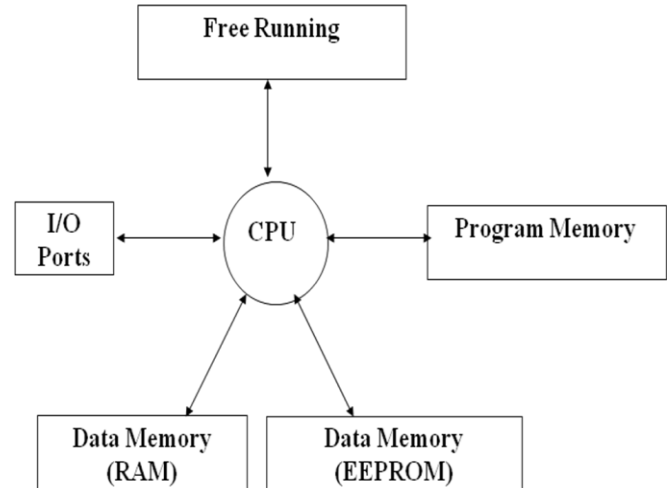 Free Running
I/O
Ports
CPU
Program Memory
Data Memory
(RAM)
Data Memory
(EEPROM)